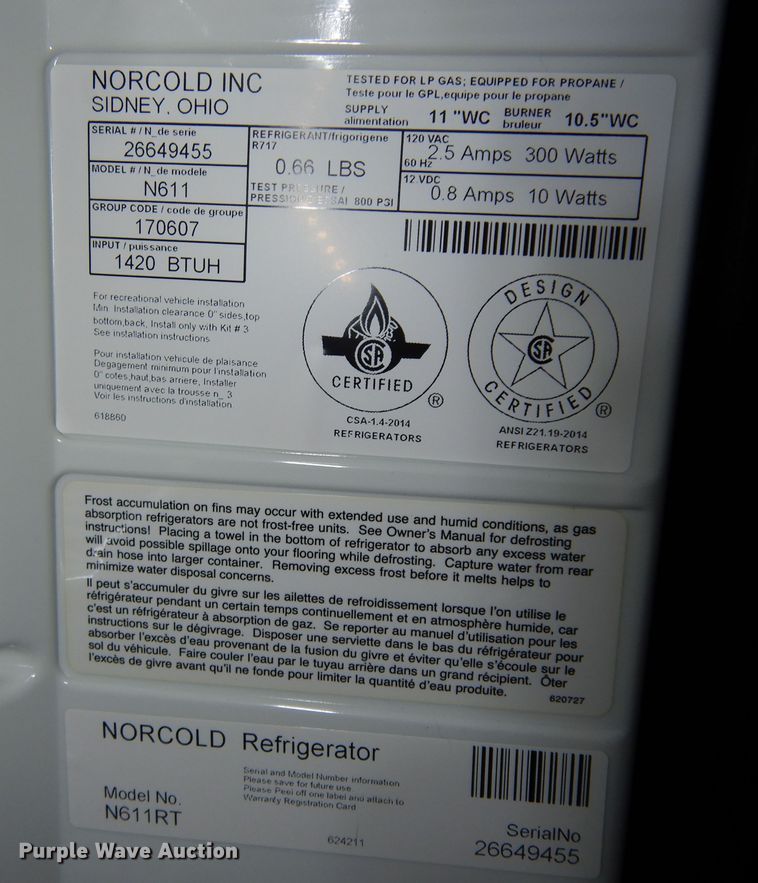 NORCOLD INC
SIDNEY, OHIO
TESTED FOR LP GAS; EQUIPPED FOR PROPANE /
Teste pour le GPL,equipe pour le propane
SUPPLY
alimentation 11 "WC BURNER
bruleur 10.5"WC
SERIAL # / N_de serie
26649455
MODEL # / N_de modele
N611
GROUP CODE / code de groupe
170607
INPUT / puissance
1420 BTUH
REFRIGERANT/frigorigene
R717
0.66 LBS
TEST PRESSURE /
PRESSION ESSAI 800 PSI
120 VAC
60 Hz 2.5 Amps 300 Watts
12 VDC
0.8 Amps 10 Watts
For recreational vehicle installation
Min Installation clearance 0" sides,top
bottom,back, Install only with Kit # 3
See installation instructions
Pour installation vehicule de plaisance
Degagement minimum pour l'installation
0" cotes,haut,bas arriere, Installer
uniquement avec la trousse n_ 3
Voir les instructions d'installation
618860
SA
CERTIFIED
®
CSA-1.4-2014
REFRIGERATORS
DESIGN
SA
CERTIFIED
®
ANSI Z21.19-2014
REFRIGERATORS
Frost accumulation on fins may occur with extended use and humid conditions, as gas
absorption refrigerators are not frost-free units. See Owner's Manual for defrosting
instructions! Placing a towel in the bottom of refrigerator to absorb any excess water
will avoid possible spillage onto your flooring while defrosting. Capture water from rear
drain hose into larger container. Removing excess frost before it melts helps to
minimize water disposal concerns.
Il peut s'accumuler du givre sur les ailettes de refroidissement lorsque l'on utilise le
réfrigérateur pendant un certain temps continuellement et en atmosphère humide, car
c'est un réfrigérateur à absorption de gaz. Se reporter au manuel d'utilisation pour les
instructions sur le dégivrage. Disposer une serviette dans le bas du réfrigérateur pour
absorber l'excès d'eau provenant de la fusion du givre et éviter qu'elle s'écoule sur le
sol du véhicule. Faire couler l'eau par le tuyau arrière dans un grand récipient. Ôter
l'excès de givre avant qu'il ne fonde pour limiter la quantité d'eau produite.
620727
NORCOLD Refrigerator
Serial and Model Number information
Please save for future use.
Please Peel off one label and attach to
Warranty Registration Card
Model No.
N611RT
624211
SerialNo
26649455
Purple Wave Auction